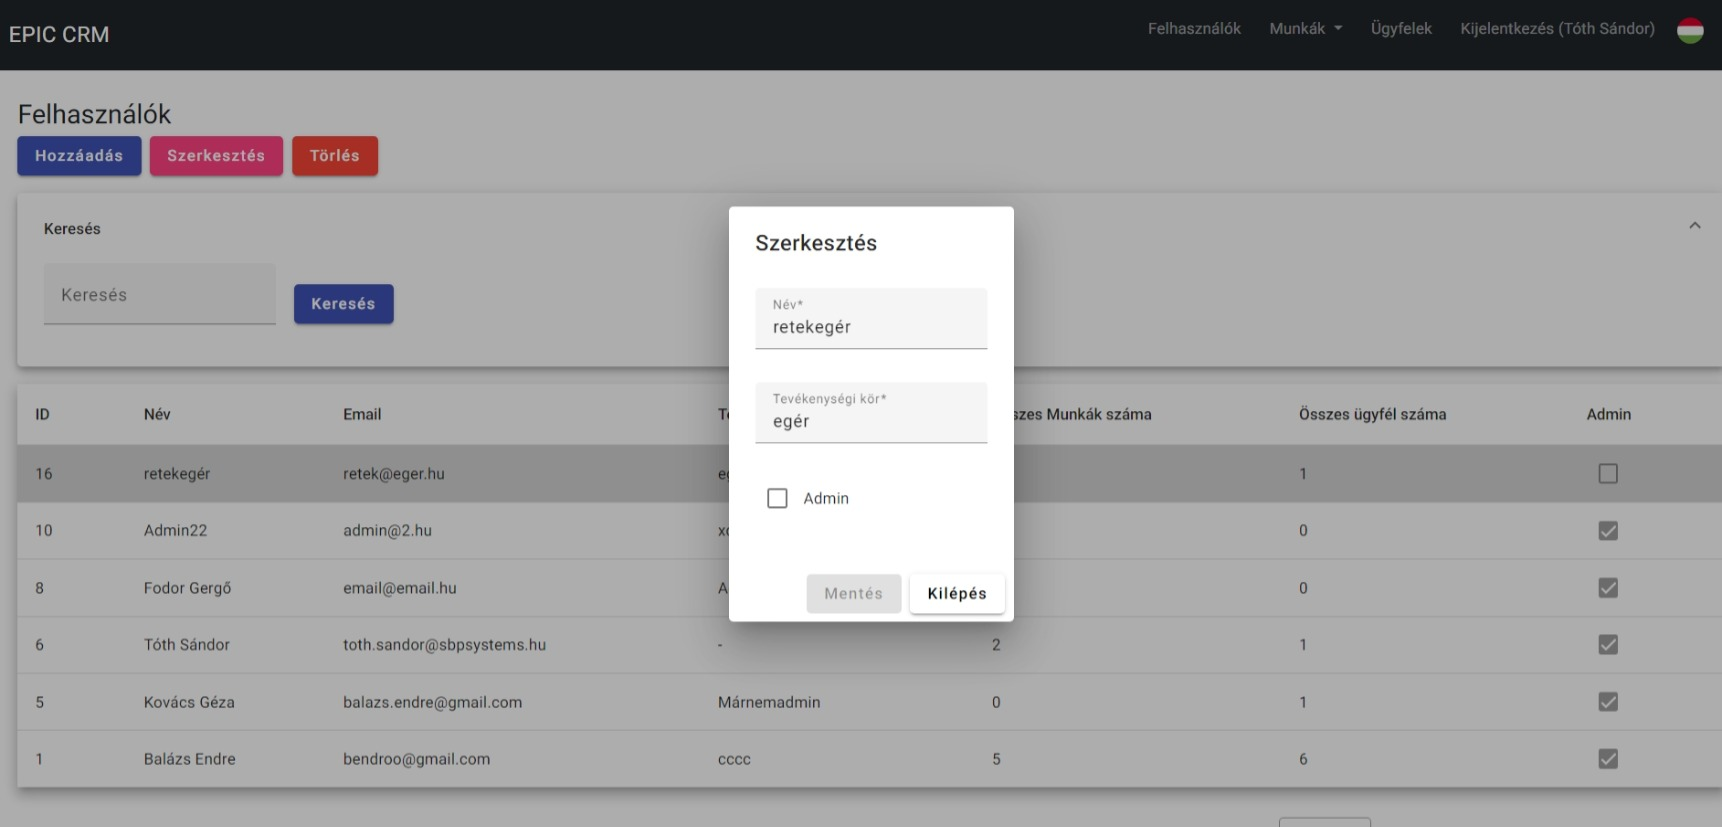 EPIC CRM
Felhasználók Munkák Ügyfelek Kijelentkezés (Tóth Sándor)
Felhasználók
Hozzáadás Szerkesztés Törlés
Keresés
Keresés Keresés
Szerkesztés
Név*
retekegér
Tevékenységi kör*
egér
Admin
Mentés Kilépés
ID Név Email Munkák száma Összes ügyfél száma Admin
16 retekegér retek@eger.hu 1
10 Admin22 admin@2.hu 0
8 Fodor Gergő email@email.hu 0
6 Tóth Sándor toth.sandor@sbpsystems.hu - 2 1
5 Kovács Géza balazs.endre@gmail.com Márnemadmin 0 1
1 Balázs Endre bendroo@gmail.com cccc 5 6